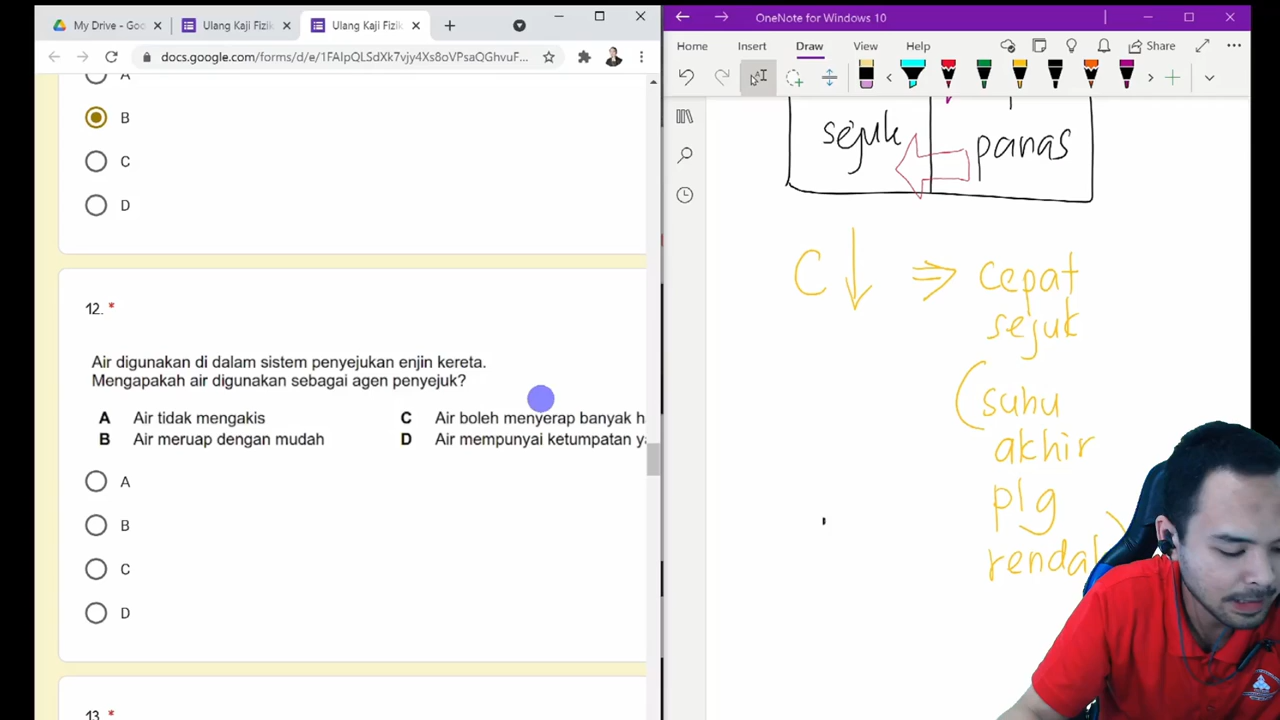 My Drive - Goo
Ulang Kaji Fizik
Ulang Kaji Fizik
docs.google.com/forms/d/e/1FAIpQLSdXk7vjy4Xs8oVPsaQGhvuF...
A
B
C
D
12. *
Air digunakan di dalam sistem penyejukan enjin kereta.
Mengapakah air digunakan sebagai agen penyejuk?
A Air tidak mengakis
C Air boleh menyerap banyak h
B Air meruap dengan mudah
D Air mempunyai ketumpatan ya
A
B
C
D
13. *
OneNote for Windows 10
Home Insert Draw View Help
Share
sejuk
panas
C ↓ ⇒ cepat
sejuk
(suhu
akhir
plg
rendah